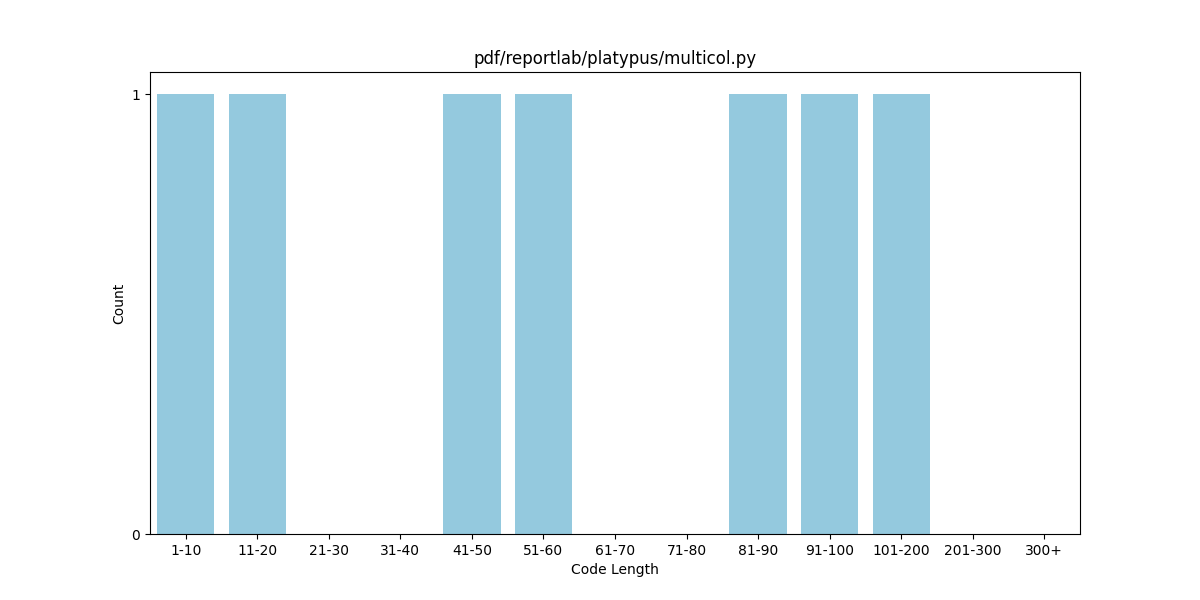 pdf/reportlab/platypus/multicol.py
1
Count
0
1-10 11-20 21-30 31-40 41-50 51-60 61-70 71-80 81-90 91-100 101-200 201-300 300+
Code Length